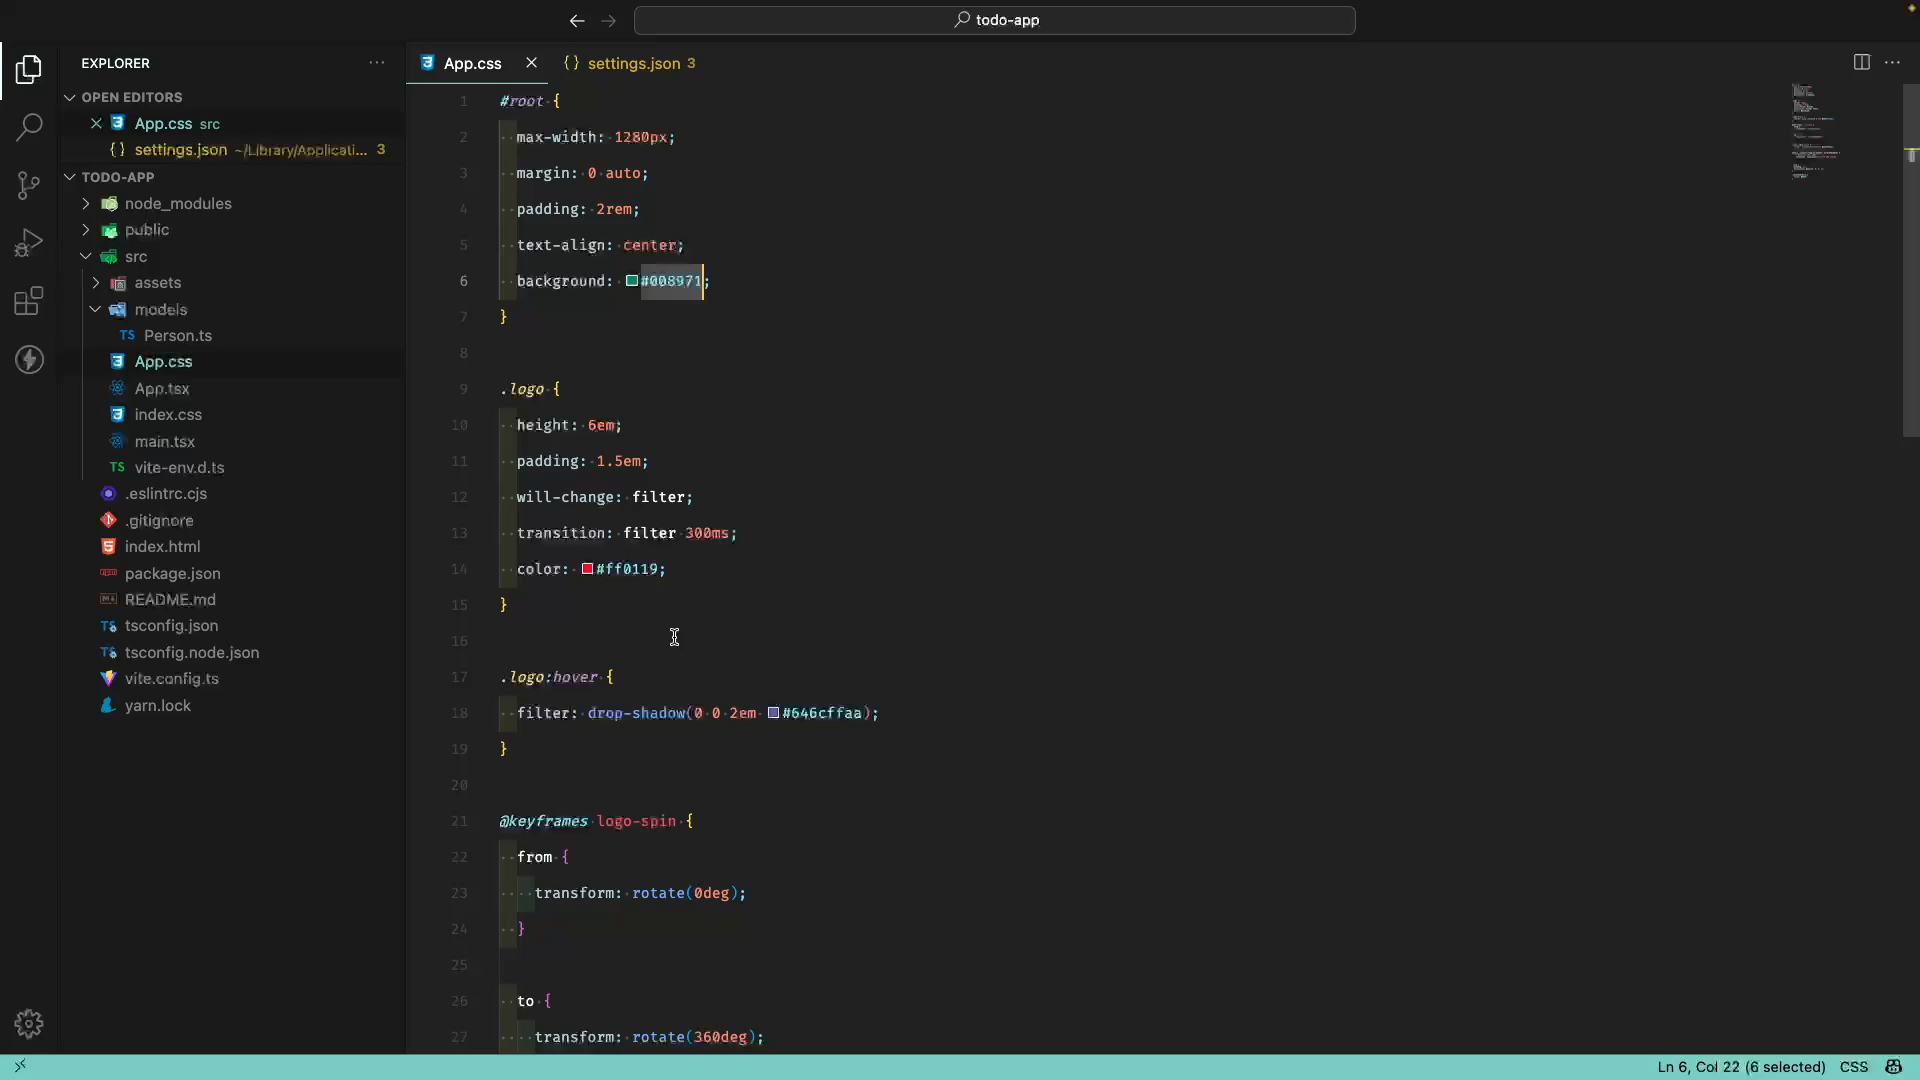 todo-app
EXPLORER
OPEN EDITORS
App.css src
settings.json ~/Library/Applicati... 3
TODO-APP
node_modules
public
src
assets
models
TS Person.ts
App.css
App.tsx
index.css
main.tsx
TS vite-env.d.ts
.eslintrc.cjs
.gitignore
index.html
package.json
README.md
tsconfig.json
tsconfig.node.json
vite.config.ts
yarn.lock
App.css
{} settings.json 3
1 #root {
2 max-width: 1280px;
3 margin: 0 auto;
4 padding: 2rem;
5 text-align: center;
6 background: #008971;
7 }
8
9 .logo {
10 height: 6em;
11 padding: 1.5em;
12 will-change: filter;
13 transition: filter 300ms;
14 color: #ff0119;
15 }
16
17 .logo:hover {
18 filter: drop-shadow(0 0 2em #646cffaa);
19 }
20
21 @keyframes logo-spin {
22 from {
23 transform: rotate(0deg);
24 }
25
26 to {
27 transform: rotate(360deg);
Ln 6, Col 22 (6 selected) CSS